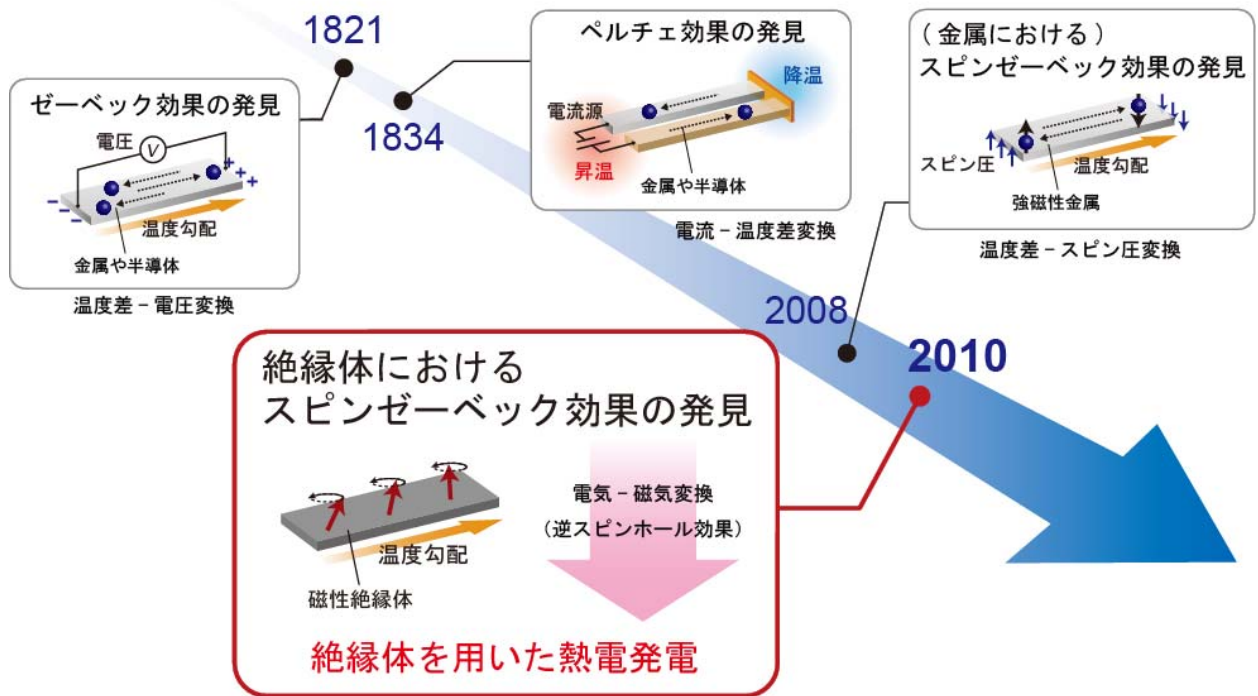 1821
ゼーベック効果の発見
電圧
V
+ + +
− − −
温度勾配
金属や半導体
温度差 − 電圧変換
1834
ペルチェ効果の発見
降温
電流源
昇温
金属や半導体
電流 − 温度差変換
2008
( 金属における )
スピンゼーベック効果の発見
スピン圧
温度勾配
強磁性金属
温度差 − スピン圧変換
2010
絶縁体における
スピンゼーベック効果の発見
温度勾配
磁性絶縁体
電気 − 磁気変換
(逆スピンホール効果)
絶縁体を用いた熱電発電